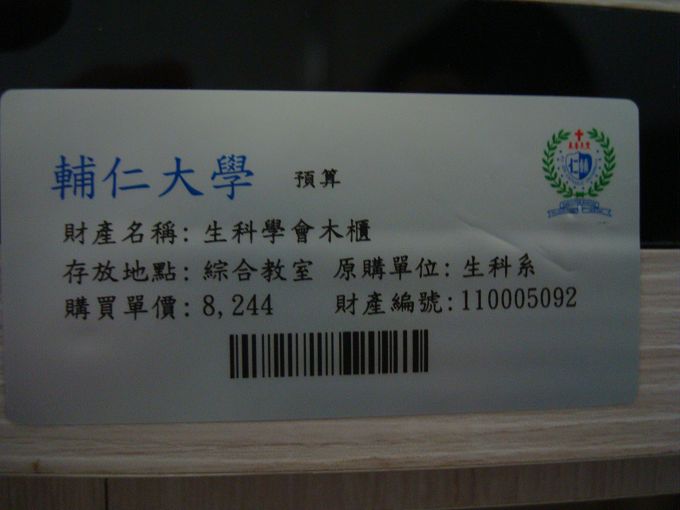 輔仁大學 預算
財產名稱: 生科學會木櫃
存放地點: 綜合教室 原購單位: 生科系
購買單價: 8,244 財產編號: 110005092